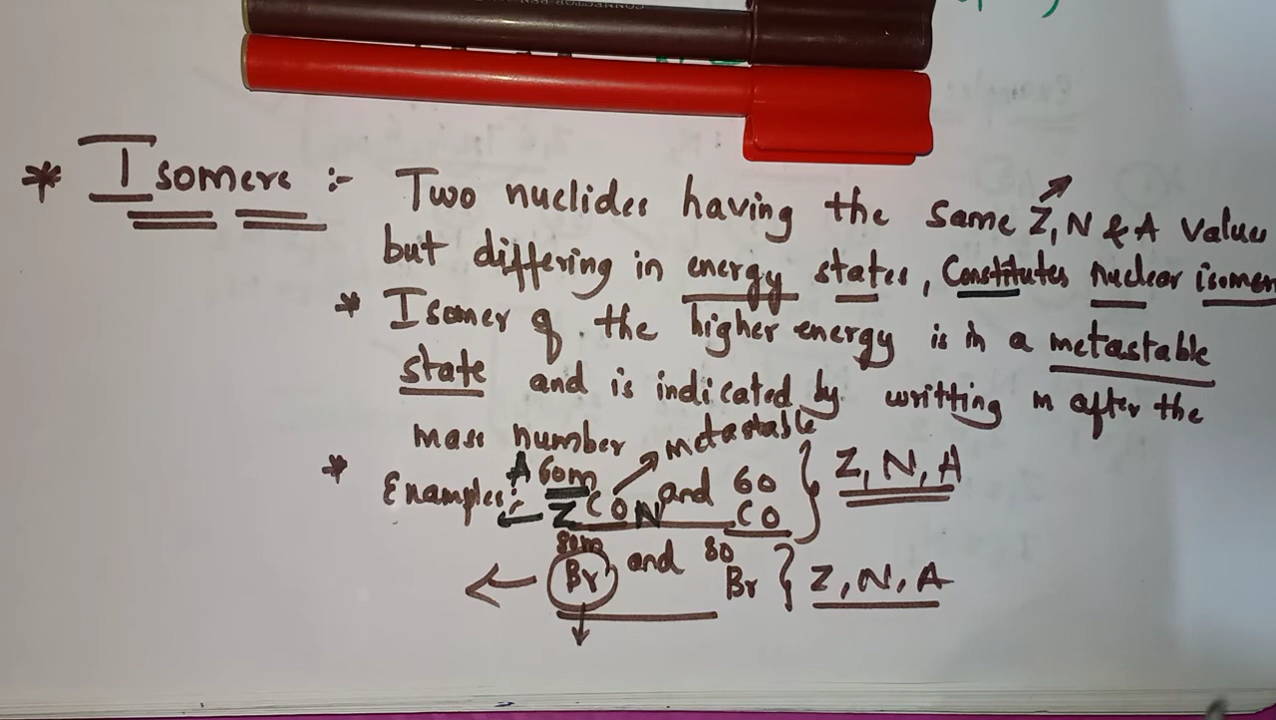 CONNECTOR PEN
* Isomers :- Two nuclides having the same Z, N & A values
but differing in energy states, Constitutes nuclear isomers
* Isomer of the higher energy is in a metastable
state and is indicated by writting m after the
mass number metastable
* Examples:- A 60m Z CO N and 60 CO } Z, N, A
80m Br and 80 Br } Z, N, A